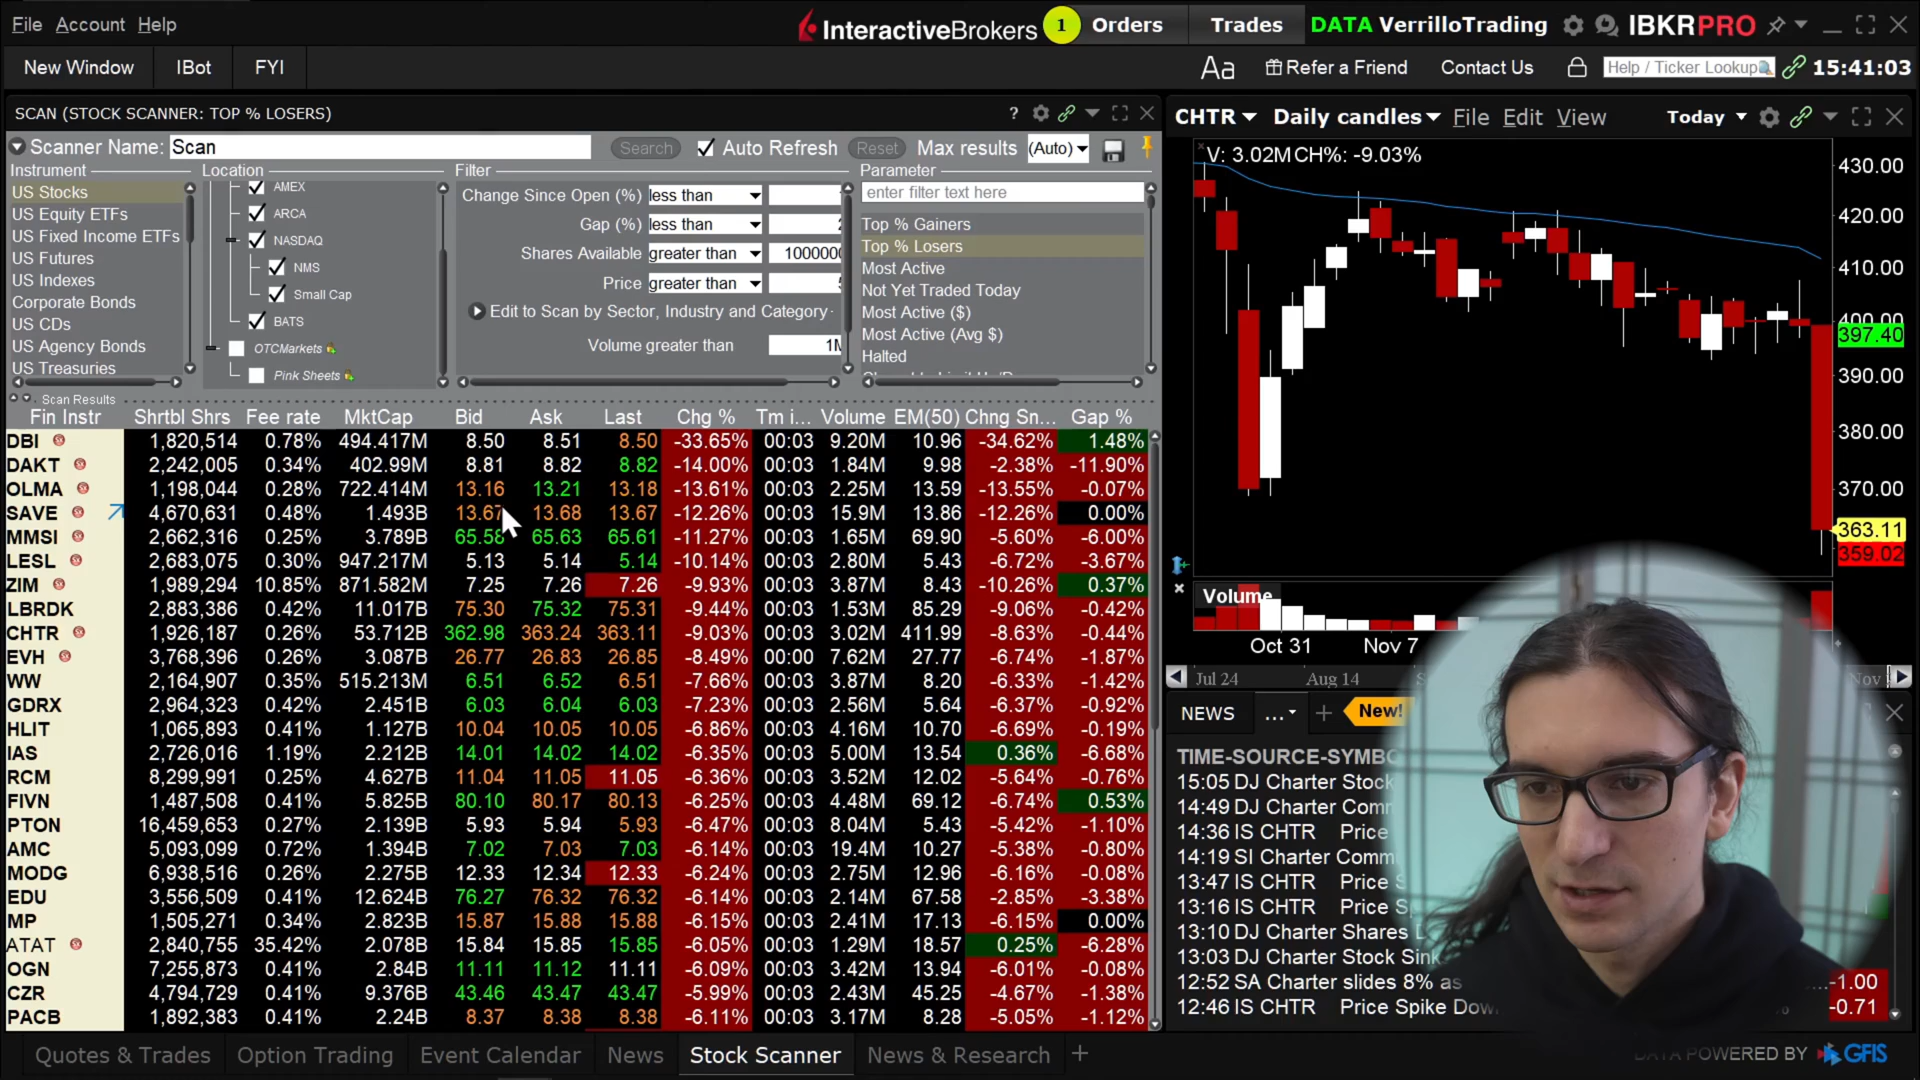 File Account Help
InteractiveBrokers 1 Orders Trades DATA VerrilloTrading IBKRPRO
New Window IBot FYI
Aa Refer a Friend Contact Us Help / Ticker Lookup 15:41:03
SCAN (STOCK SCANNER: TOP % LOSERS) ?
Scanner Name: Scan Search Auto Refresh Reset Max results (Auto)
Instrument Location Filter Parameter
US Stocks
US Equity ETFs
US Fixed Income ETFs
US Futures
US Indexes
Corporate Bonds
US CDs
US Agency Bonds
US Treasuries
AMEX
ARCA
NASDAQ
NMS
Small Cap
BATS
OTCMarkets
Pink Sheets
Change Since Open (%) less than
Gap (%) less than
Shares Available greater than 1000000
Price greater than
Edit to Scan by Sector, Industry and Category
Volume greater than 1M
enter filter text here
Top % Gainers
Top % Losers
Most Active
Not Yet Traded Today
Most Active ($)
Most Active (Avg $)
Halted
Scan Results
Fin Instr Shrtbl Shrs Fee rate MktCap Bid Ask Last Chg % Tm i... Volume EM(50) Chng Sn... Gap %
DBI 1,820,514 0.78% 494.417M 8.50 8.51 8.50 -33.65% 00:03 9.20M 10.96 -34.62% 1.48%
DAKT 2,242,005 0.34% 402.99M 8.81 8.82 8.82 -14.00% 00:03 1.84M 9.98 -2.38% -11.90%
OLMA 1,198,044 0.28% 722.414M 13.16 13.21 13.18 -13.61% 00:03 2.25M 13.59 -13.55% -0.07%
SAVE 4,670,631 0.48% 1.493B 13.67 13.68 13.67 -12.26% 00:03 15.9M 13.86 -12.26% 0.00%
MMSI 2,662,316 0.25% 3.789B 65.58 65.63 65.61 -11.27% 00:03 1.65M 69.90 -5.60% -6.00%
LESL 2,683,075 0.30% 947.217M 5.13 5.14 5.14 -10.14% 00:03 2.80M 5.43 -6.72% -3.67%
ZIM 1,989,294 10.85% 871.582M 7.25 7.26 7.26 -9.93% 00:03 3.87M 8.43 -10.26% 0.37%
LBRDK 2,883,386 0.42% 11.017B 75.30 75.32 75.31 -9.44% 00:03 1.53M 85.29 -9.06% -0.42%
CHTR 1,926,187 0.26% 53.712B 362.98 363.24 363.11 -9.03% 00:03 3.02M 411.99 -8.63% -0.44%
EVH 3,768,396 0.26% 3.087B 26.77 26.83 26.85 -8.49% 00:00 7.62M 27.77 -6.74% -1.87%
WW 2,164,907 0.35% 515.213M 6.51 6.52 6.51 -7.66% 00:03 3.87M 8.20 -6.33% -1.42%
GDRX 2,964,323 0.42% 2.451B 6.03 6.04 6.03 -7.23% 00:03 2.56M 5.64 -6.37% -0.92%
HLIT 1,065,893 0.41% 1.127B 10.04 10.05 10.05 -6.86% 00:03 4.16M 10.70 -6.69% -0.19%
IAS 2,726,016 1.19% 2.212B 14.01 14.02 14.02 -6.35% 00:03 5.00M 13.54 0.36% -6.68%
RCM 8,299,991 0.25% 4.627B 11.04 11.05 11.05 -6.36% 00:03 3.52M 12.02 -5.64% -0.76%
FIVN 1,487,508 0.41% 5.825B 80.10 80.17 80.13 -6.25% 00:03 4.48M 69.12 -6.74% 0.53%
PTON 16,459,653 0.27% 2.139B 5.93 5.94 5.93 -6.47% 00:03 8.04M 5.43 -5.42% -1.10%
AMC 5,093,099 0.72% 1.394B 7.02 7.03 7.03 -6.14% 00:03 19.4M 10.27 -5.38% -0.80%
MODG 6,938,516 0.26% 2.275B 12.33 12.34 12.33 -6.24% 00:03 2.75M 12.96 -6.16% -0.08%
EDU 3,556,509 0.41% 12.624B 76.27 76.32 76.32 -6.14% 00:03 2.14M 67.58 -2.85% -3.38%
MP 1,505,271 0.34% 2.823B 15.87 15.88 15.88 -6.14% 00:03 2.41M 17.13 -6.15% 0.00%
ATAT 2,840,755 35.42% 2.078B 15.84 15.85 15.85 -6.05% 00:03 1.29M 18.57 0.25% -6.28%
OGN 7,255,873 0.41% 2.84B 11.11 11.12 11.11 -6.09% 00:03 3.42M 13.94 -6.01% -0.08%
CZR 4,794,729 0.41% 9.376B 43.46 43.47 43.47 -5.99% 00:03 2.43M 45.25 -4.67% -1.38%
PACB 1,892,383 0.41% 2.24B 8.37 8.38 8.38 -6.11% 00:03 3.17M 8.28 -5.05% -1.12%
CHTR Daily candles File Edit View Today
V: 3.02M CH%: -9.03%
430.00
420.00
410.00
400.00
397.40
390.00
380.00
370.00
363.11
359.02
Volume
Oct 31 Nov 7
Jul 24 Aug 14 Nov
NEWS ... + New!
TIME-SOURCE-SYMBO
15:05 DJ Charter Stock
14:49 DJ Charter Comm
14:36 IS CHTR Price
14:19 SI Charter Comm
13:47 IS CHTR Price S
13:16 IS CHTR Price Sp
13:10 DJ Charter Shares D
13:03 DJ Charter Stock Sink
12:52 SA Charter slides 8% as ...-1.00
12:46 IS CHTR Price Spike Dow -0.71
Quotes & Trades Option Trading Event Calendar News Stock Scanner News & Research +
DATA POWERED BY GFIS